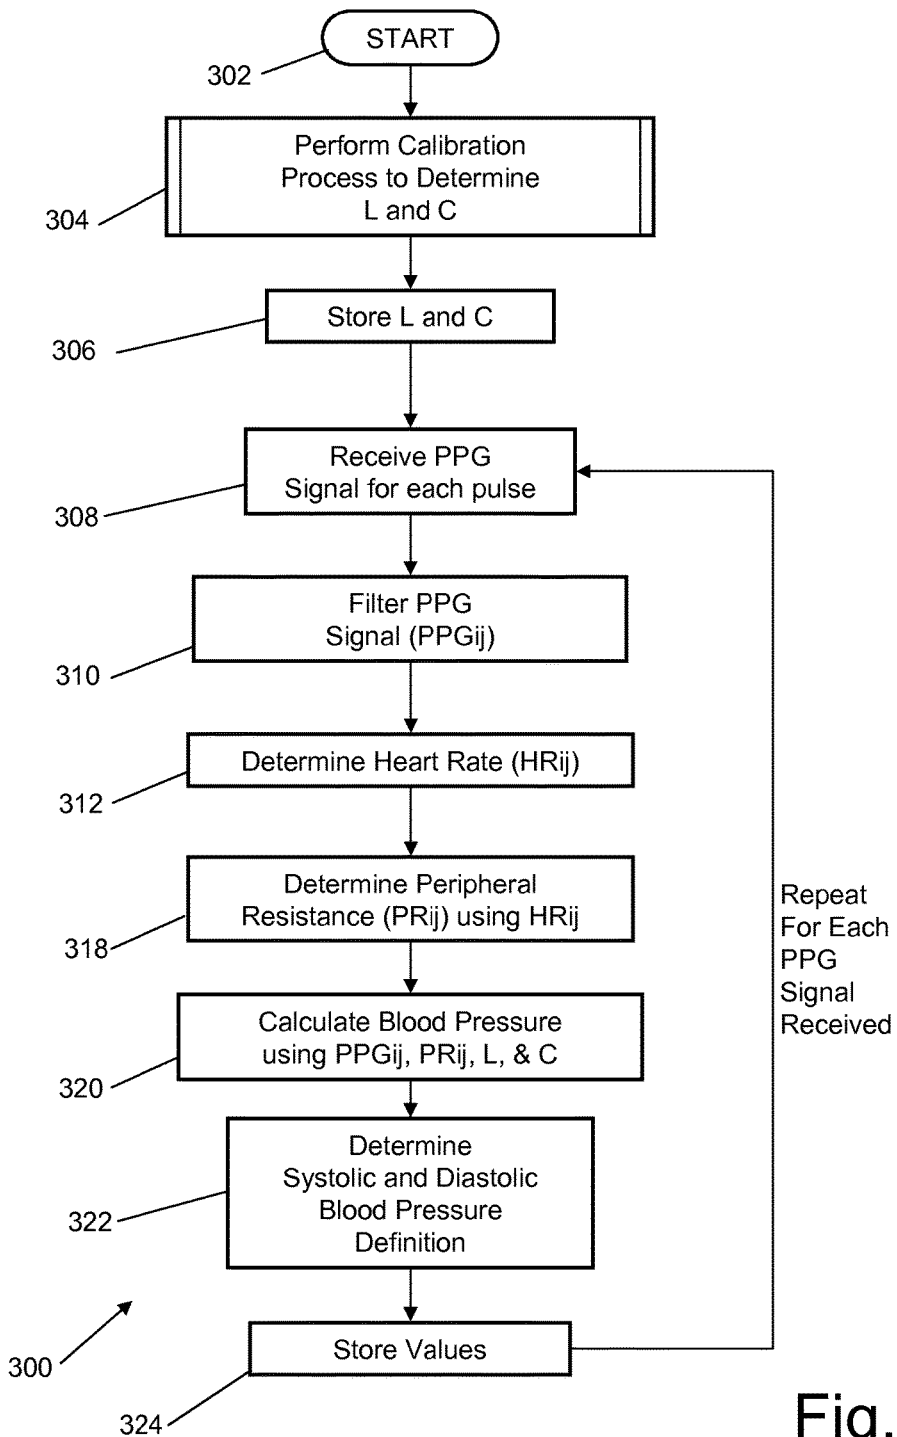 START
302
Perform Calibration
Process to Determine
L and C
304
Store L and C
306
Receive PPG
Signal for each pulse
308
Filter PPG
Signal (PPGij)
310
Determine Heart Rate (HRij)
312
Determine Peripheral
Resistance (PRij) using HRij
318
Repeat
For Each
PPG
Signal
Received
Calculate Blood Pressure
using PPGij, PRij, L, & C
320
Determine
Systolic and Diastolic
Blood Pressure
Definition
322
Store Values
300
324
Fig.